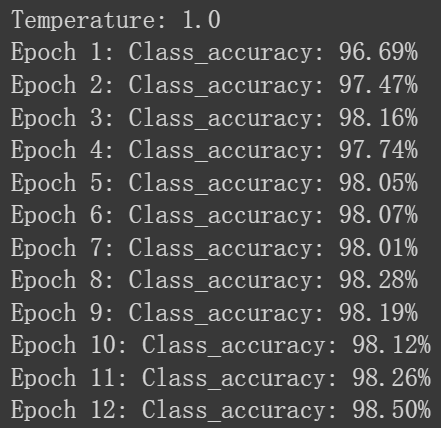 Temperature: 1.0
Epoch 1: Class_accuracy: 96.69%
Epoch 2: Class_accuracy: 97.47%
Epoch 3: Class_accuracy: 98.16%
Epoch 4: Class_accuracy: 97.74%
Epoch 5: Class_accuracy: 98.05%
Epoch 6: Class_accuracy: 98.07%
Epoch 7: Class_accuracy: 98.01%
Epoch 8: Class_accuracy: 98.28%
Epoch 9: Class_accuracy: 98.19%
Epoch 10: Class_accuracy: 98.12%
Epoch 11: Class_accuracy: 98.26%
Epoch 12: Class_accuracy: 98.50%